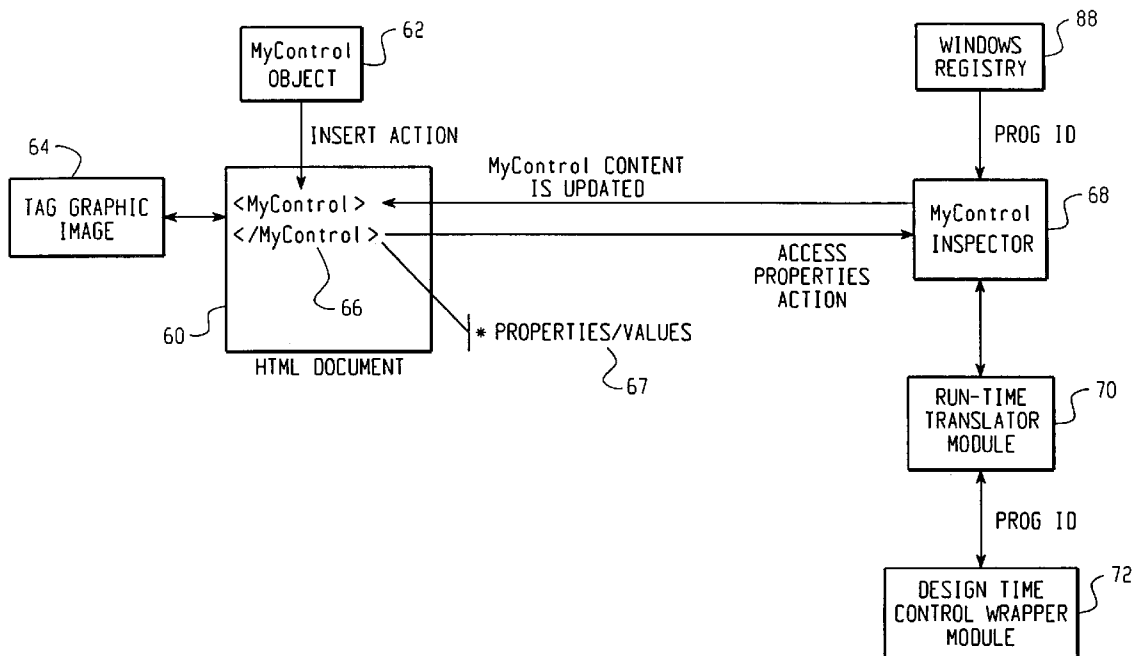 MyControl
OBJECT
62
INSERT ACTION
64
TAG GRAPHIC
IMAGE
<MyControl>
</MyControl>
66
60
HTML DOCUMENT
* PROPERTIES/VALUES
67
MyControl CONTENT
IS UPDATED
ACCESS
PROPERTIES
ACTION
WINDOWS
REGISTRY
88
PROG ID
MyControl
INSPECTOR
68
RUN-TIME
TRANSLATOR
MODULE
70
PROG ID
DESIGN TIME
CONTROL WRAPPER
MODULE
72